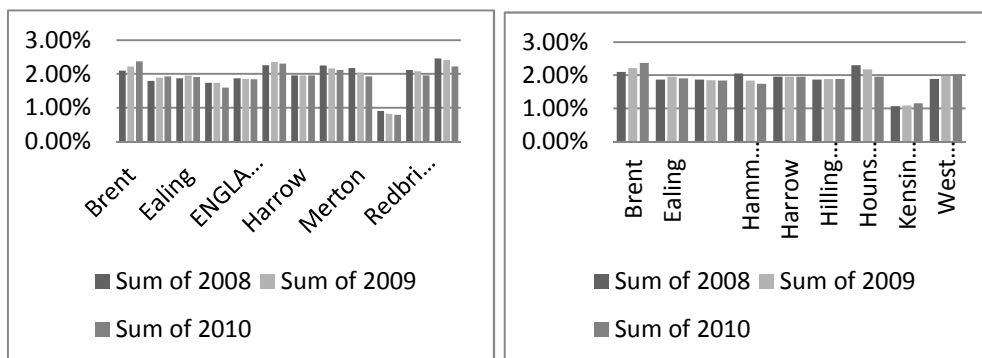 3.00%
2.00%
1.00%
0.00%
Brent
Ealing
ENGLA...
Harrow
Merton
Redbri...
Sum of 2008
Sum of 2009
Sum of 2010
3.00%
2.00%
1.00%
0.00%
Brent
Ealing
Hamm...
Harrow
Hilling...
Houns...
Kensin...
West...
Sum of 2008
Sum of 2009
Sum of 2010